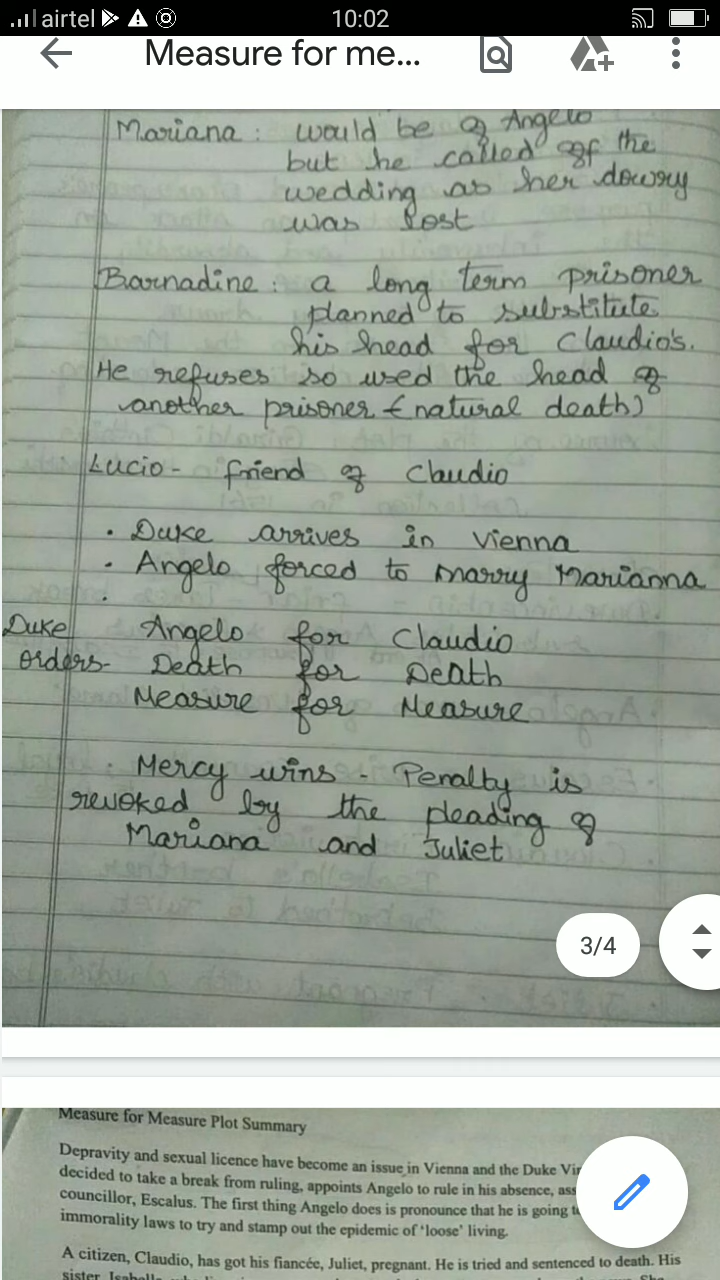 airtel 10:02
Measure for me...
Mariana : would be of Angelo
but he called off the
wedding as her dowry
was lost
Barnadine : a long term prisoner
planned to substitute
his head for Claudio's.
He refuses so used the head of
another prisoner (natural death)
Lucio - friend of Claudio
· Duke arrives in Vienna
· Angelo forced to marry Marianna
Duke Angelo for Claudio
orders- Death for Death
Measure for Measure
· Mercy wins - Penalty is
revoked by the pleading of
Mariana and Juliet
3/4
Measure for Measure Plot Summary
Depravity and sexual licence have become an issue in Vienna and the Duke
decided to take a break from ruling, appoints Angelo to rule in his absence,
councillor, Escalus. The first thing Angelo does is pronounce that he is going
immorality laws to try and stamp out the epidemic of 'loose' living.
A citizen, Claudio, has got his fiancée, Juliet, pregnant. He is tried and sentenced to death. His
sister